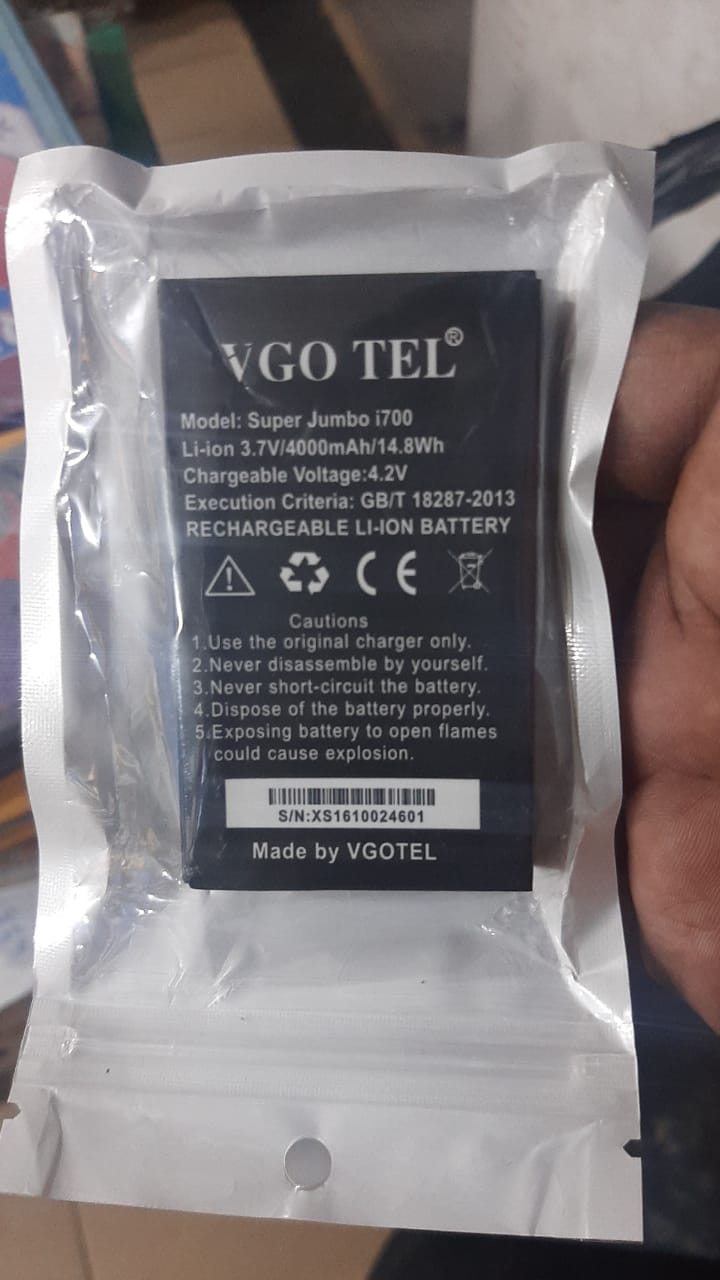 VGO TEL®
Model: Super Jumbo i700
Li-ion 3.7V/4000mAh/14.8Wh
Chargeable Voltage:4.2V
Execution Criteria: GB/T 18287-2013
RECHARGEABLE LI-ION BATTERY
CE
Cautions
1.Use the original charger only.
2.Never disassemble by yourself.
3.Never short-circuit the battery.
4.Dispose of the battery properly.
5.Exposing battery to open flames
could cause explosion.
S/N:XS1610024601
Made by VGOTEL